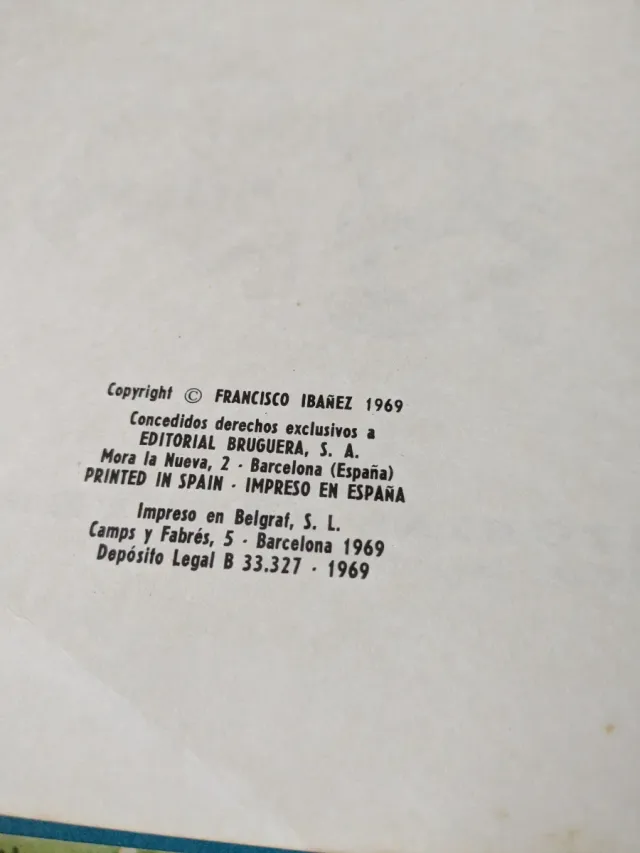 Copyright © FRANCISCO IBAÑEZ 1969
Concedidos derechos exclusivos a
EDITORIAL BRUGUERA, S. A.
Mora la Nueva, 2 · Barcelona (España)
PRINTED IN SPAIN · IMPRESO EN ESPAÑA
Impreso en Belgraf, S. L.
Camps y Fabrés, 5 · Barcelona 1969
Depósito Legal B 33.327 · 1969